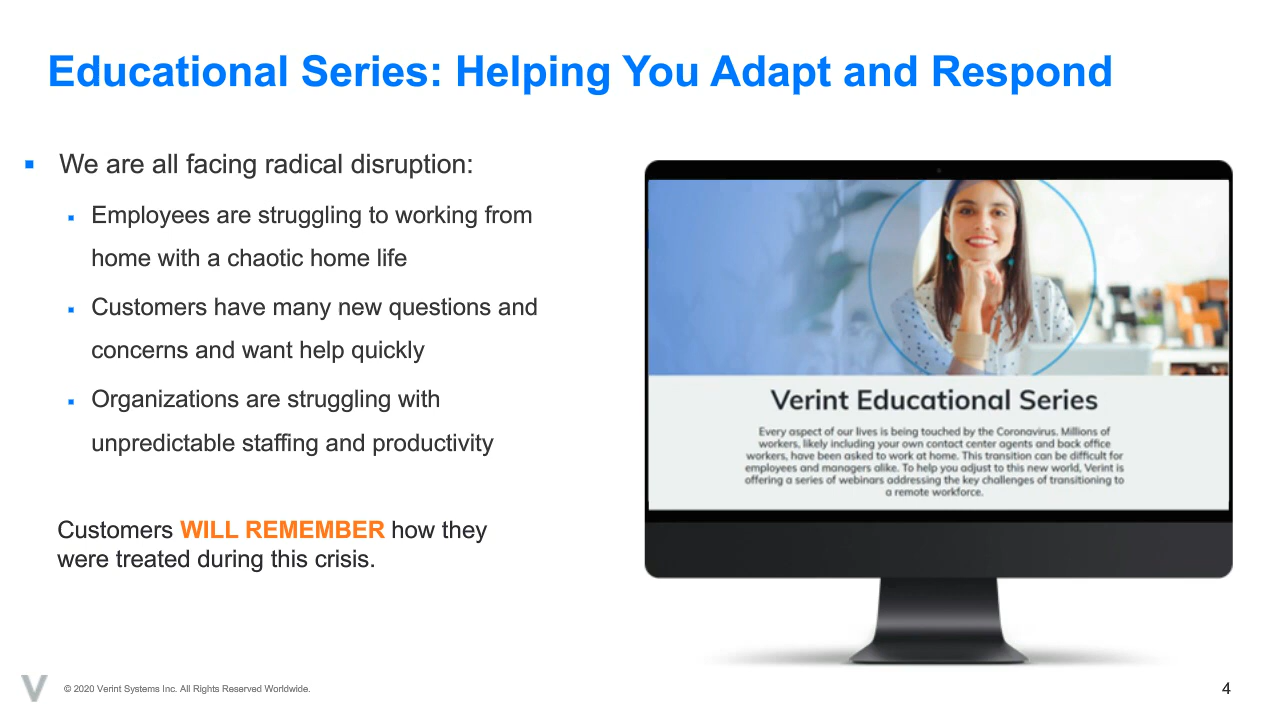 Educational Series: Helping You Adapt and Respond
We are all facing radical disruption:
Employees are struggling to working from
home with a chaotic home life
Customers have many new questions and
concerns and want help quickly
Organizations are struggling with
unpredictable staffing and productivity
Customers WILL REMEMBER how they
were treated during this crisis.
Verint Educational Series
Every aspect of our lives is being touched by the Coronavirus. Millions of
workers, likely including your own contact center agents and back office
workers, have been asked to work at home. This transition can be difficult for
employees and managers alike. To help you adjust to this new world, Verint is
offering a series of webinars addressing the key challenges of transitioning to
a remote workforce.
© 2020 Verint Systems Inc. All Rights Reserved Worldwide.
4